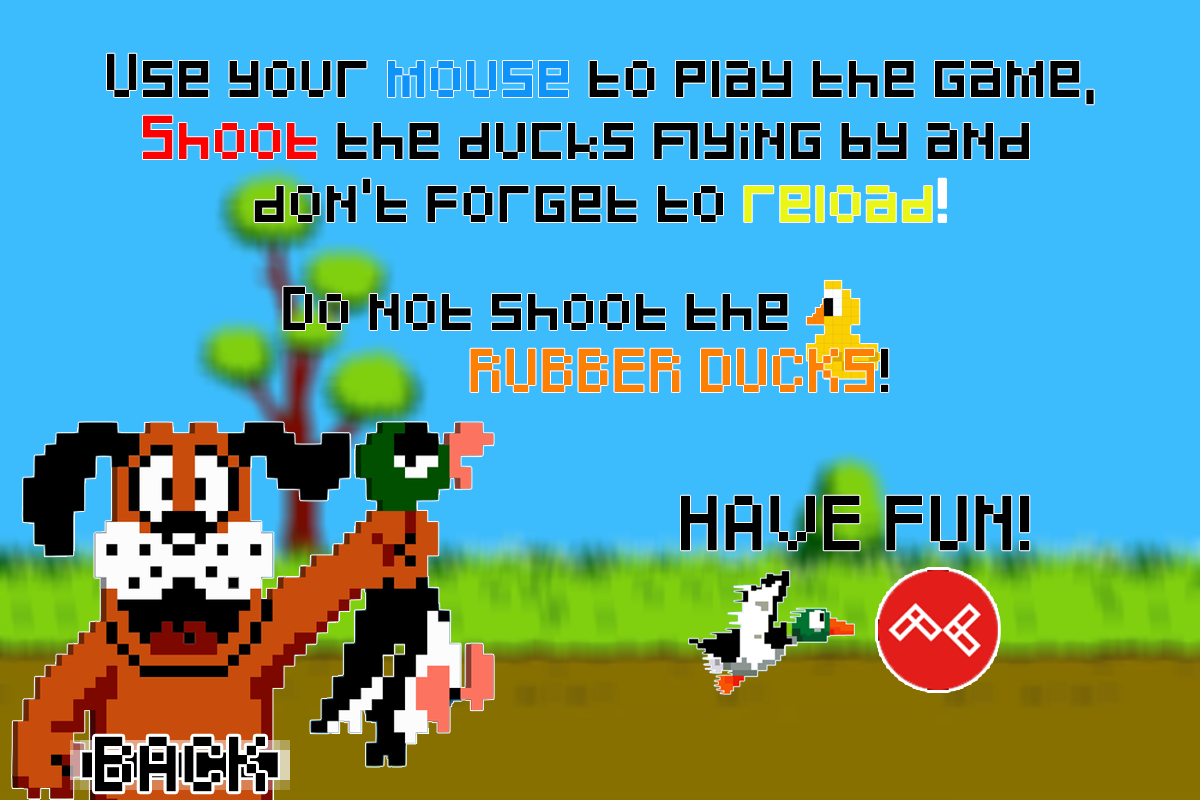 Use your mouse to play the game,
Shoot the ducks flying by and
don't forget to reload!
Do not shoot the
RUBBER DUCKS!
HAVE FUN!
BACK